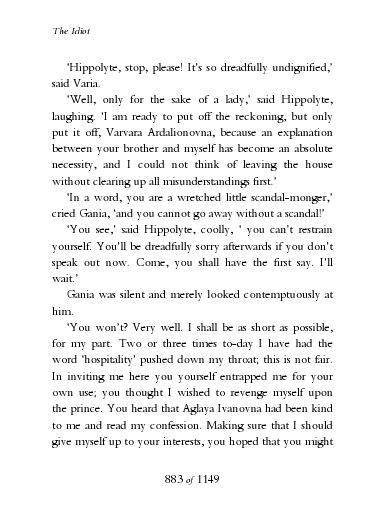 The Idiot
‘Hippolyte, stop, please! It’s so dreadfully undignified,’
said Varia.
‘Well, only for the sake of a lady,’ said Hippolyte,
laughing. ‘I am ready to put off the reckoning, but only
put it off, Varvara Ardalionovna, because an explanation
between your brother and myself has become an absolute
necessity, and I could not think of leaving the house
without clearing up all misunderstandings first.’
‘In a word, you are a wretched little scandal-monger,’
cried Gania, ‘and you cannot go away without a scandal!’
‘You see,’ said Hippolyte, coolly, ‘ you can’t restrain
yourself. You’ll be dreadfully sorry afterwards if you don’t
speak out now. Come, you shall have the first say. I’ll
wait.’
Gania was silent and merely looked contemptuously at
him.
‘You won’t? Very well. I shall be as short as possible,
for my part. Two or three times to-day I have had the
word ‘hospitality’ pushed down my throat; this is not fair.
In inviting me here you yourself entrapped me for your
own use; you thought I wished to revenge myself upon
the prince. You heard that Aglaya Ivanovna had been kind
to me and read my confession. Making sure that I should
give myself up to your interests, you hoped that you might
883 of 1149